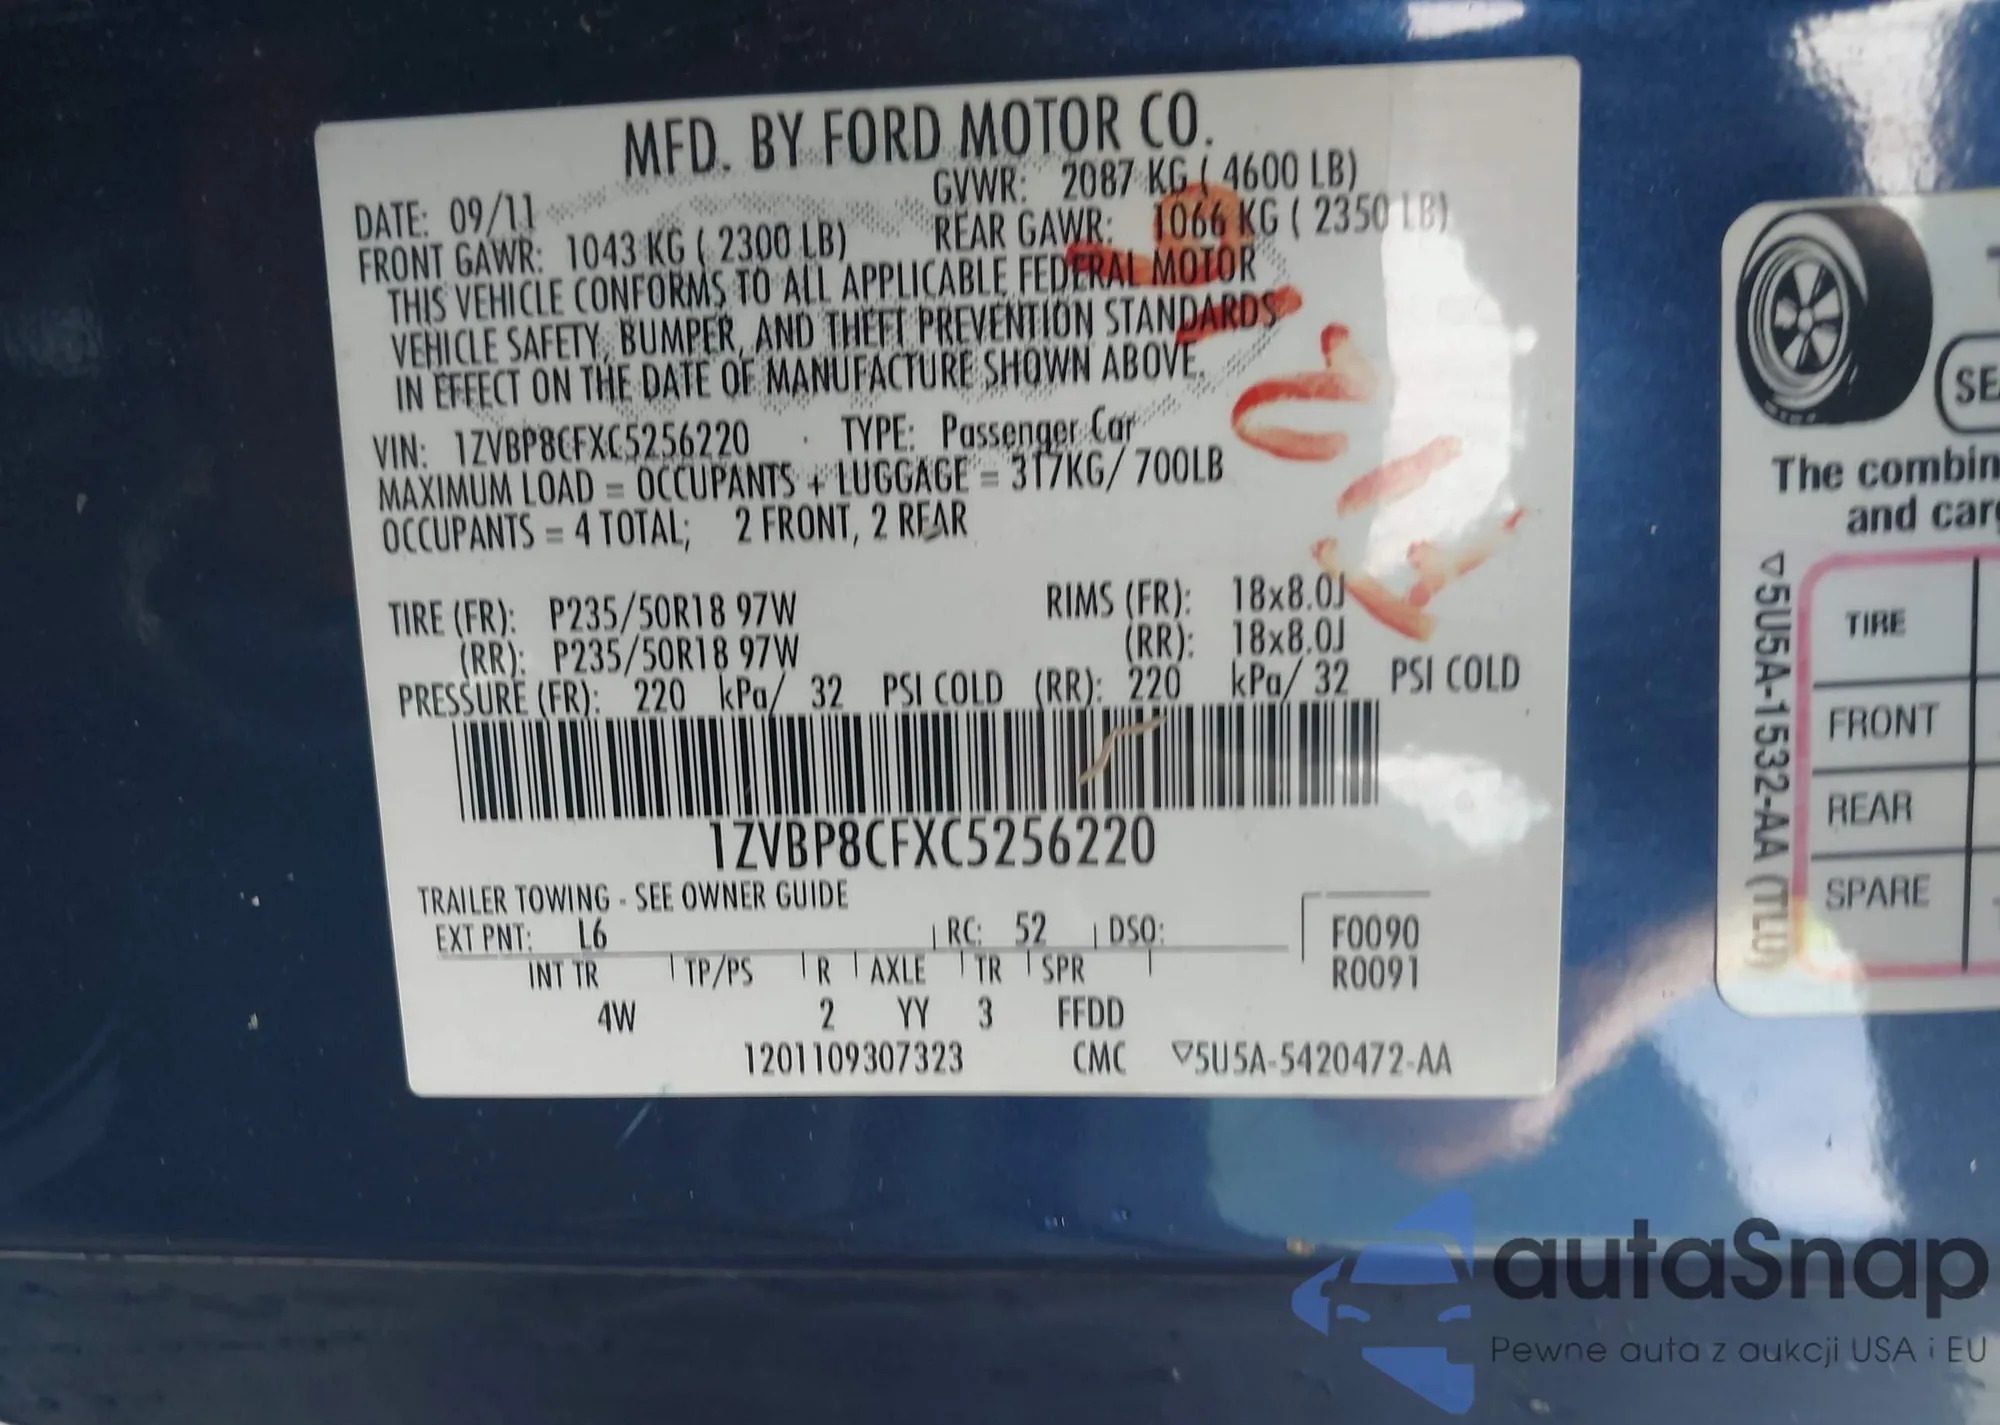 MFD. BY FORD MOTOR CO.
DATE: 09/11 GVWR: 2087 KG ( 4600 LB)
FRONT GAWR: 1043 KG ( 2300 LB) REAR GAWR: 1066 KG ( 2350 LB)
THIS VEHICLE CONFORMS TO ALL APPLICABLE FEDERAL MOTOR
VEHICLE SAFETY, BUMPER, AND THEFT PREVENTION STANDARDS
IN EFFECT ON THE DATE OF MANUFACTURE SHOWN ABOVE.
VIN: 1ZVBP8CFXC5256220 TYPE: Passenger Car
MAXIMUM LOAD = OCCUPANTS + LUGGAGE = 317KG/ 700LB
OCCUPANTS = 4 TOTAL; 2 FRONT, 2 REAR
TIRE (FR): P235/50R18 97W RIMS (FR): 18x8.0J
(RR): P235/50R18 97W (RR): 18x8.0J
PRESSURE (FR): 220 kPa/ 32 PSI COLD (RR): 220 kPa/ 32 PSI COLD
1ZVBP8CFXC5256220
TRAILER TOWING - SEE OWNER GUIDE
EXT PNT: L6 RC: 52 DSO: F0090
INT TR TP/PS R AXLE TR SPR R0091
4W 2 YY 3 FFDD
1201109307323 CMC ▽5U5A-5420472-AA
The combin
and carg
▽5U5A-1532-AA (TLU)
TIRE
FRONT
REAR
SPARE
autaSnap
Pewne auta z aukcji USA i EU